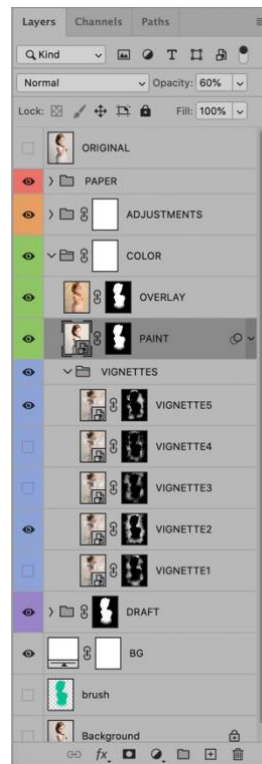 Layers Channels Paths
Kind T
Normal Opacity: 60%
Lock: Fill: 100%
ORIGINAL
PAPER
ADJUSTMENTS
COLOR
OVERLAY
PAINT
VIGNETTES
VIGNETTE5
VIGNETTE4
VIGNETTE3
VIGNETTE2
VIGNETTE1
DRAFT
BG
brush
Background
fx